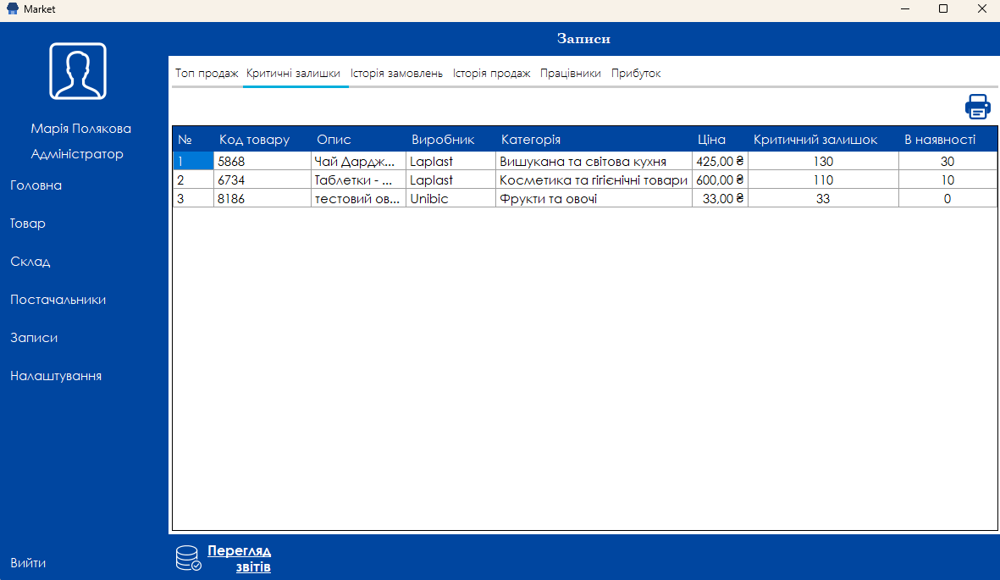 Market
Записи
Марія Полякова
Адміністратор
Головна
Товар
Склад
Постачальники
Записи
Налаштування
Вийти
Топ продаж Критичні залишки Історія замовлень Історія продаж Працівники Прибуток
№ Код товару Опис Виробник Категорія Ціна Критичний залишок В наявності
1 5868 Чай Дардж... Laplast Вишукана та світова кухня 425,00 ₴ 130 30
2 6734 Таблетки - ... Laplast Косметика та гігієнічні товари 600,00 ₴ 110 10
3 8186 тестовий ов... Unibic Фрукти та овочі 33,00 ₴ 33 0
Перегляд
звітів